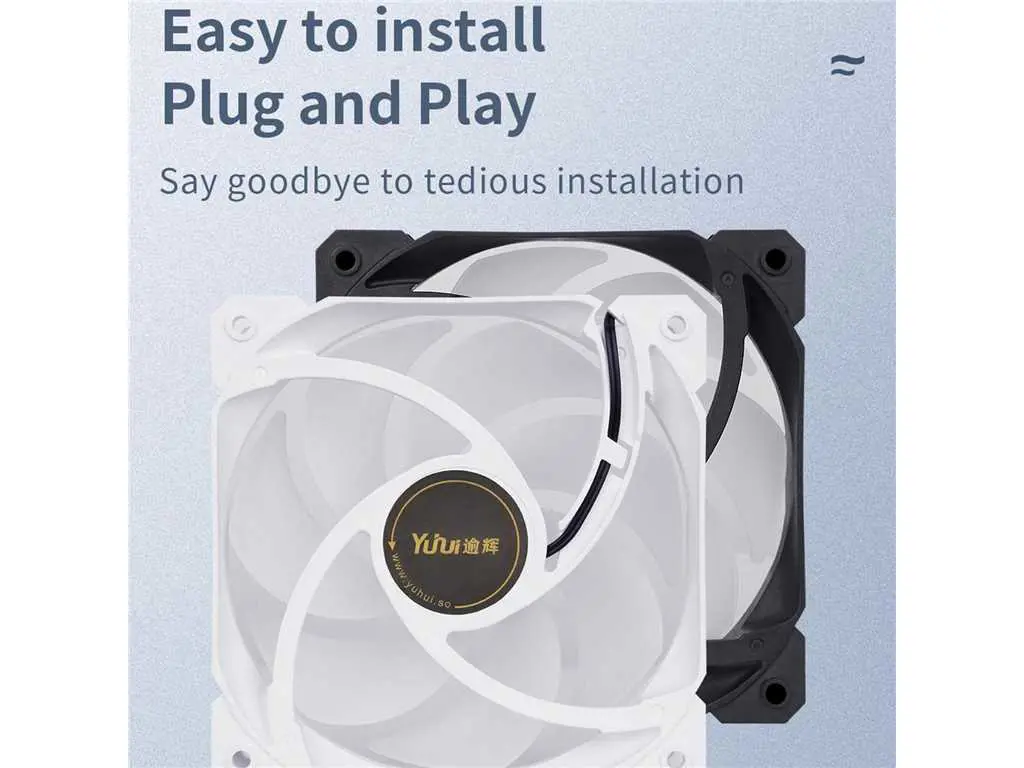 Easy to install
Plug and Play
≈
Say goodbye to tedious installation
Yuhui逾辉
www.yuhui.so